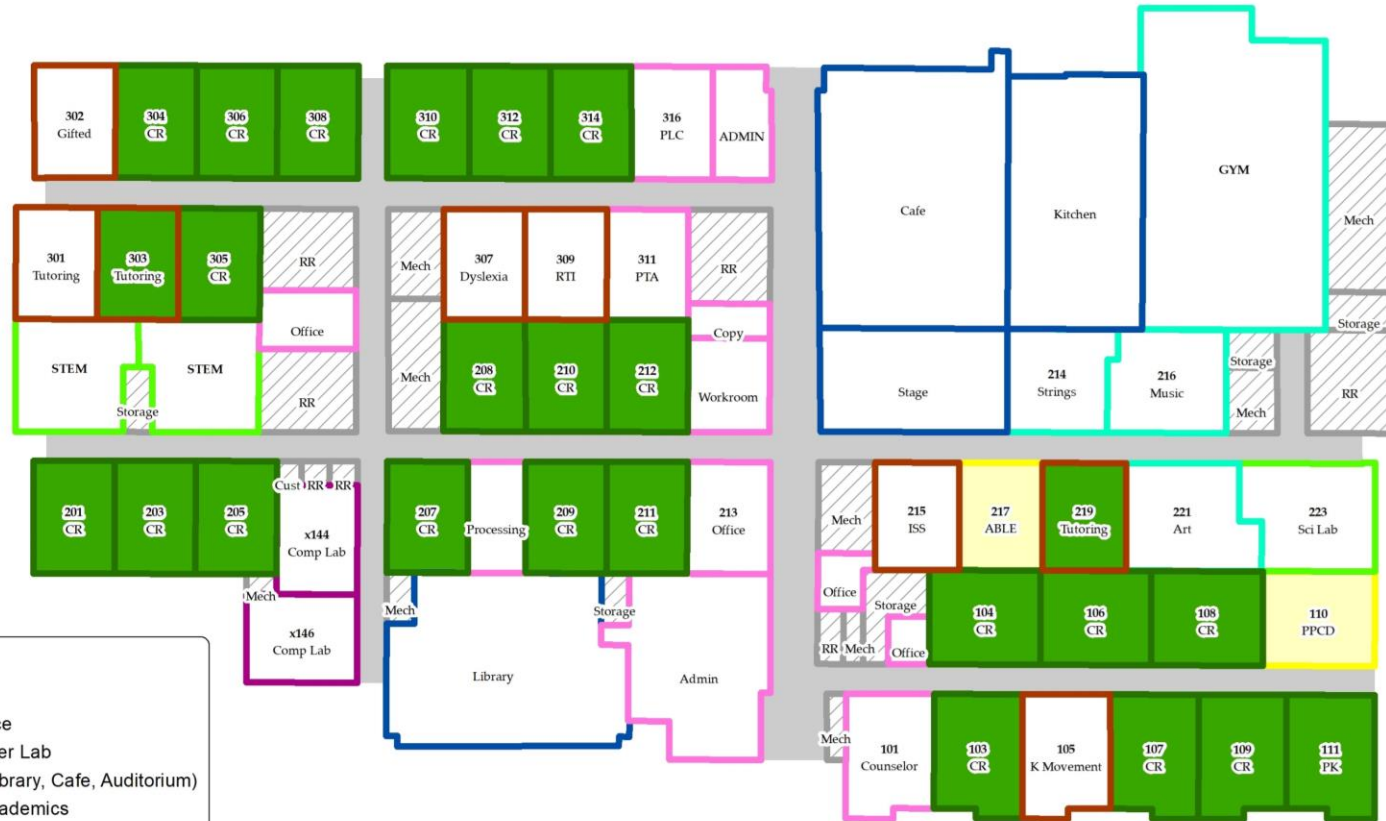 302
Gifted
304
CR
306
CR
308
CR
310
CR
312
CR
314
CR
316
PLC
ADMIN
Cafe
Kitchen
GYM
Mech
Storage
RR
301
Tutoring
303
Tutoring
305
CR
RR
Office
RR
STEM
Storage
STEM
Mech
Mech
307
Dyslexia
309
RTI
311
PTA
RR
Copy
Workroom
208
CR
210
CR
212
CR
Stage
214
Strings
216
Music
Storage
Mech
201
CR
203
CR
205
CR
Cust
RR
RR
x144
Comp Lab
Mech
x146
Comp Lab
207
CR
Processing
209
CR
211
CR
213
Office
Mech
Library
Storage
Admin
Mech
215
ISS
217
ABLE
219
Tutoring
221
Art
223
Sci Lab
Office
Storage
RR
Mech
Office
104
CR
106
CR
108
CR
110
PPCD
Mech
101
Counselor
103
CR
105
K Movement
107
CR
109
CR
111
PK
er Lab
Cafe, Auditorium)